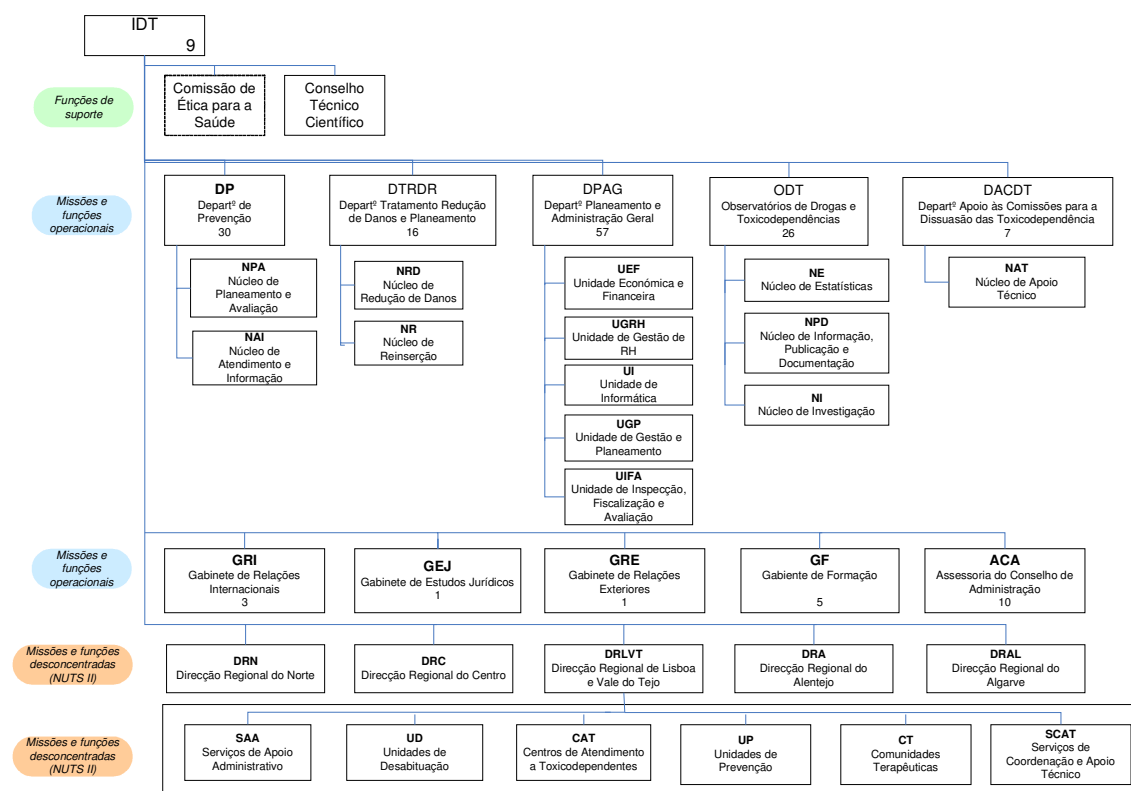 IDT
9
Funções de
suporte
Comissão de
Ética para a
Saúde
Conselho
Técnico
Científico
Missões e
funções
operacionais
DP
Departº de
Prevenção
30
DTRDR
Departº Tratamento Redução
de Danos e Planeamento
16
DPAG
Departº Planeamento e
Administração Geral
57
ODT
Observatórios de Drogas e
Toxicodependências
26
DACDT
Departº Apoio às Comissões para a
Dissuasão das Toxicodependência
7
NPA
Núcleo de
Planeamento e
Avaliação
NAI
Núcleo de
Atendimento e
Informação
NRD
Núcleo de
Redução de Danos
NR
Núcleo de
Reinserção
UEF
Unidade Económica e
Financeira
UGRH
Unidade de Gestão de
RH
UI
Unidade de
Informática
UGP
Unidade de Gestão e
Planeamento
UIFA
Unidade de Inspecção,
Fiscalização e
Avaliação
NE
Núcleo de Estatísticas
NPD
Núcleo de Informação,
Publicação e
Documentação
NI
Núcleo de Investigação
NAT
Núcleo de Apoio
Técnico
Missões e
funções
operacionais
GRI
Gabinete de Relações
Internacionais
3
GEJ
Gabinete de Estudos Jurídicos
1
GRE
Gabinete de Relações
Exteriores
1
GF
Gabiente de Formação
5
ACA
Assessoria do Conselho de
Administração
10
Missões e funções
desconcentradas
(NUTS II)
DRN
Direcção Regional do Norte
DRC
Direcção Regional do Centro
DRLVT
Direcção Regional de Lisboa
e Vale do Tejo
DRA
Direcção Regional do
Alentejo
DRAL
Direcção Regional do
Algarve
Missões e funções
desconcentradas
(NUTS II)
SAA
Serviços de Apoio
Administrativo
UD
Unidades de
Desabituação
CAT
Centros de Atendimento
a Toxicodependentes
UP
Unidades de
Prevenção
CT
Comunidades
Terapêuticas
SCAT
Serviços de
Coordenação e Apoio
Técnico